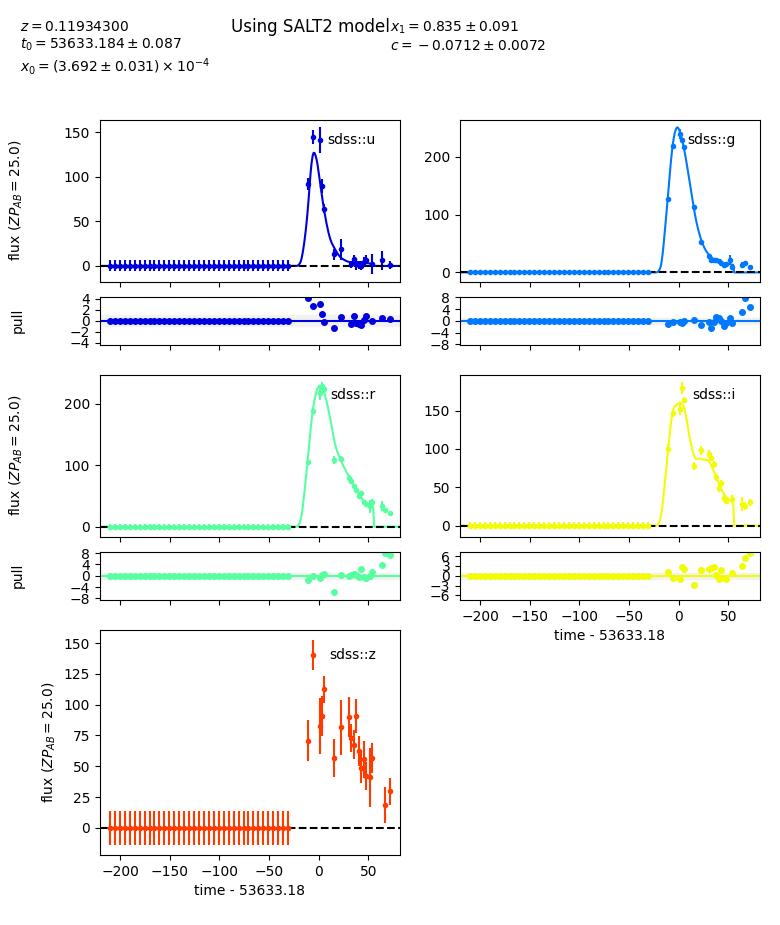 Using SALT2 model
z = 0.11934300
t₀ = 53633.184 ± 0.087
x₀ = (3.692 ± 0.031) × 10⁻⁴
x₁ = 0.835 ± 0.091
c = −0.0712 ± 0.0072
flux (ZP_AB = 25.0)
150
100
50
0
sdss::u
200
100
0
sdss::g
pull
4
2
0
−2
−4
8
4
0
−4
−8
flux (ZP_AB = 25.0)
200
100
0
sdss::r
150
100
50
0
sdss::i
pull
8
4
0
−4
−8
6
3
0
−3
−6
−200 −150 −100 −50 0 50
time - 53633.18
flux (ZP_AB = 25.0)
150
125
100
75
50
25
0
sdss::z
−200 −150 −100 −50 0 50
time - 53633.18